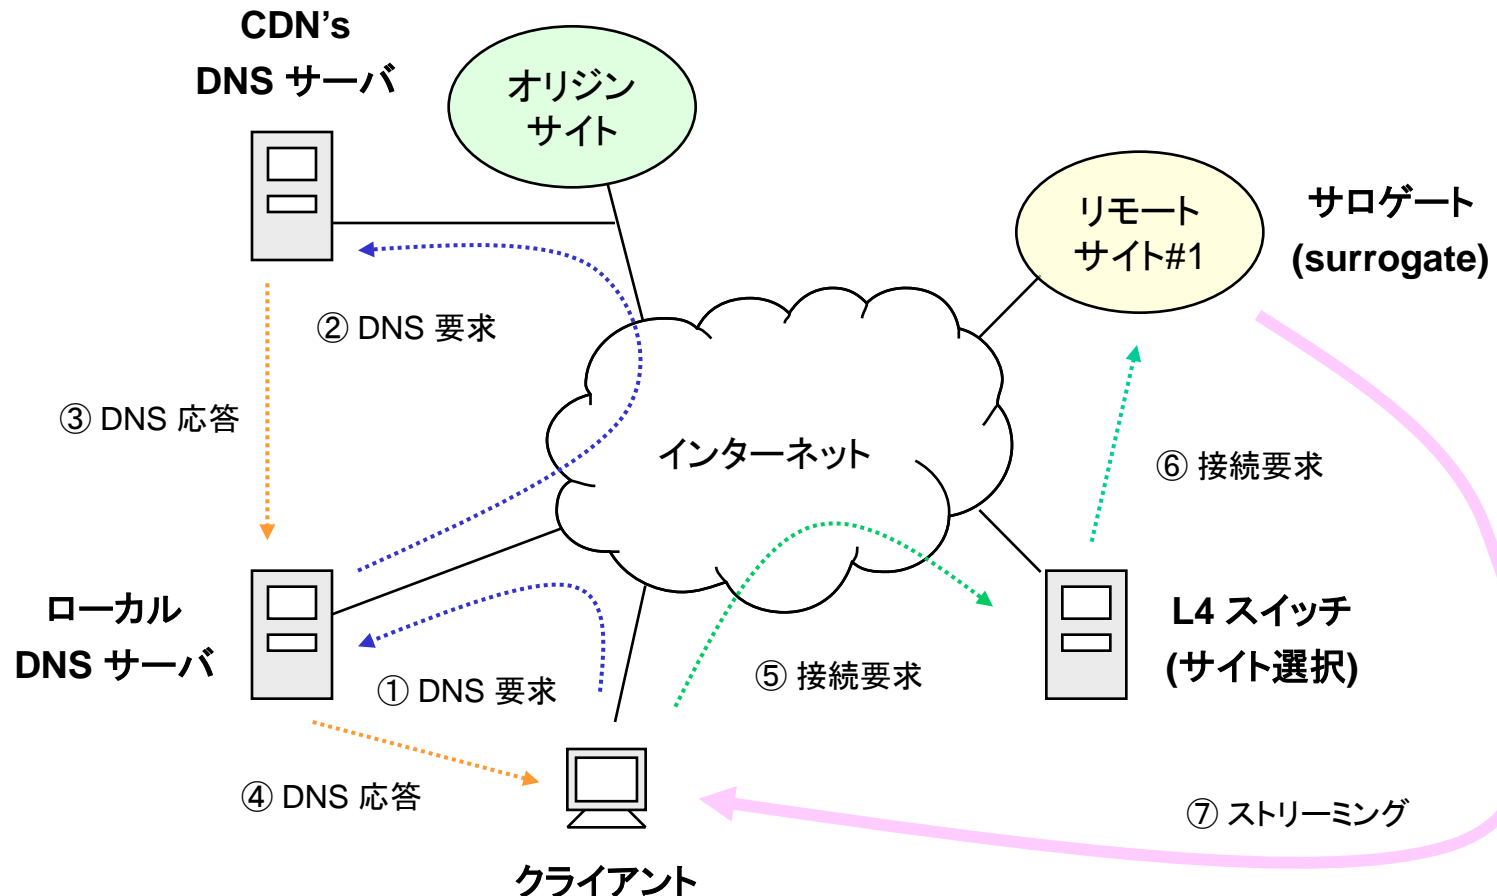 CDN's
DNS サーバ
オリジン
サイト
リモート
サイト#1
サロゲート
(surrogate)
② DNS 要求
③ DNS 応答
インターネット
⑥ 接続要求
ローカル
DNS サーバ
① DNS 要求
⑤ 接続要求
L4 スイッチ
(サイト選択)
④ DNS 応答
⑦ ストリーミング
クライアント